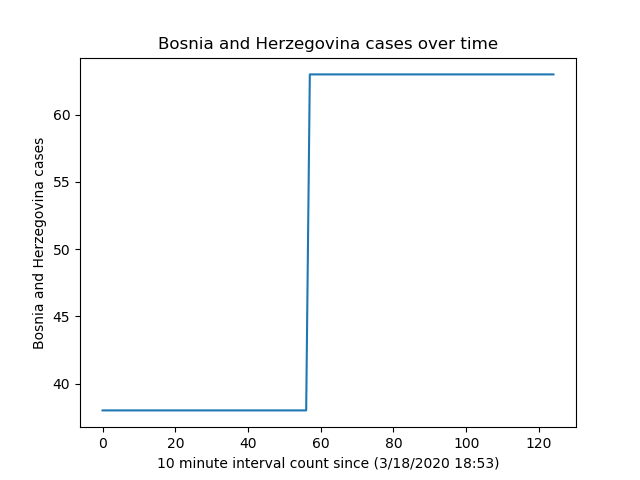 Bosnia and Herzegovina cases over time
Bosnia and Herzegovina cases
60
55
50
45
40
0 20 40 60 80 100 120
10 minute interval count since (3/18/2020 18:53)